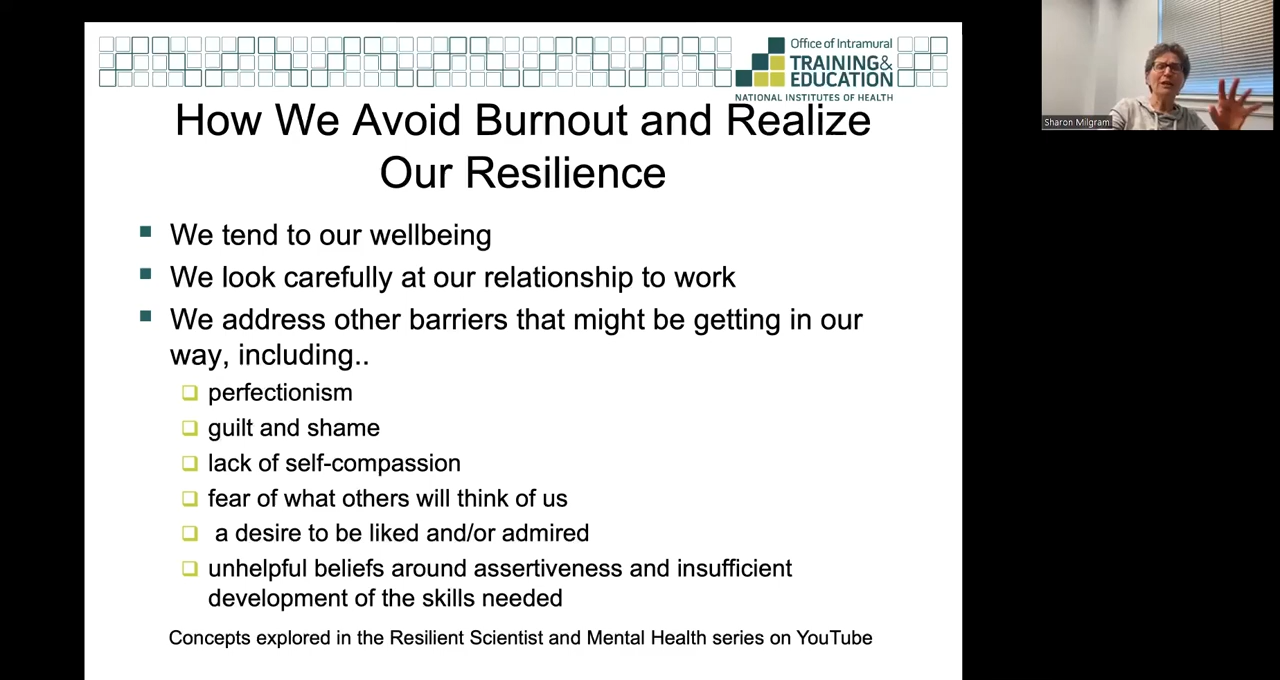 Office of Intramural
TRAINING&
EDUCATION
NATIONAL INSTITUTES OF HEALTH
Sharon Milgram
How We Avoid Burnout and Realize
Our Resilience
We tend to our wellbeing
We look carefully at our relationship to work
We address other barriers that might be getting in our
way, including..
perfectionism
guilt and shame
lack of self-compassion
fear of what others will think of us
a desire to be liked and/or admired
unhelpful beliefs around assertiveness and insufficient
development of the skills needed
Concepts explored in the Resilient Scientist and Mental Health series on YouTube